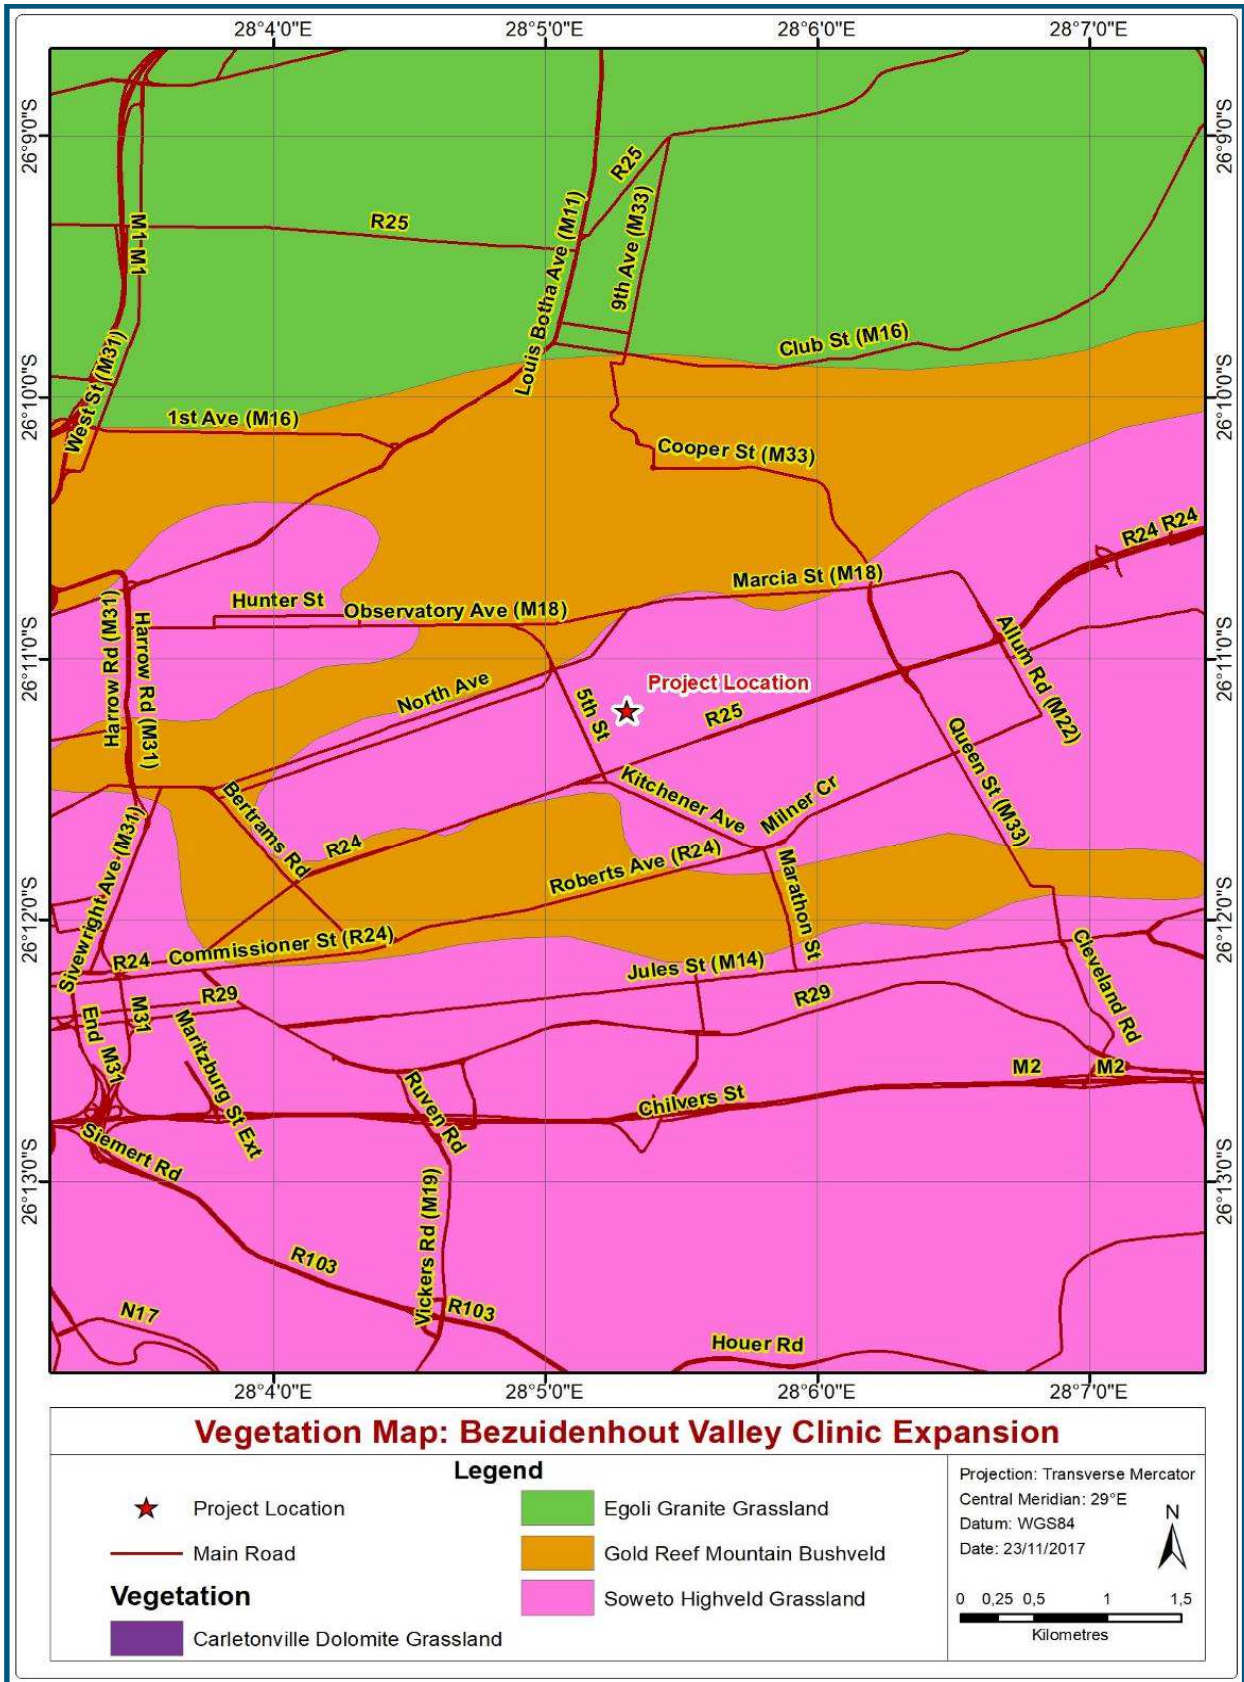 28°4'0"E
28°5'0"E
28°6'0"E
28°7'0"E
26°9'0"S
26°9'0"S
R25
9th Ave (M33)
M1 M1
R25
Louis Botha Ave (M11)
Club St (M16)
West St (M31)
26°10'0"S
26°10'0"S
1st Ave (M16)
Cooper St (M33)
R24 R24
Marcia St (M18)
Hunter St
Observatory Ave (M18)
Harrow Rd (M31)
Harrow Rd (M31)
Allum Rd (M22)
26°11'0"S
26°11'0"S
Project Location
North Ave
5th St
R25
Queen St (M33)
Kitchener Ave
Milner Cr
Bertrams Rd
R24
Sivewright Ave (M31)
Roberts Ave (R24)
Marathon St
26°12'0"S
26°12'0"S
Commissioner St (R24)
R24
Jules St (M14)
Cleveland Rd
R29
R29
End
M31
M31
Maritzburg St Ext
M2
M2
Ruven Rd
Chilvers St
Siemert Rd
26°13'0"S
26°13'0"S
Vickers Rd (M19)
R103
R103
N17
Houer Rd
28°4'0"E
28°5'0"E
28°6'0"E
28°7'0"E
Vegetation Map: Bezuidenhout Valley Clinic Expansion
Legend
Project Location
Main Road
Vegetation
Carletonville Dolomite Grassland
Egoli Granite Grassland
Gold Reef Mountain Bushveld
Soweto Highveld Grassland
Projection: Transverse Mercator
Central Meridian: 29°E
Datum: WGS84
Date: 23/11/2017
N
0 0,25 0,5 1 1,5
Kilometres